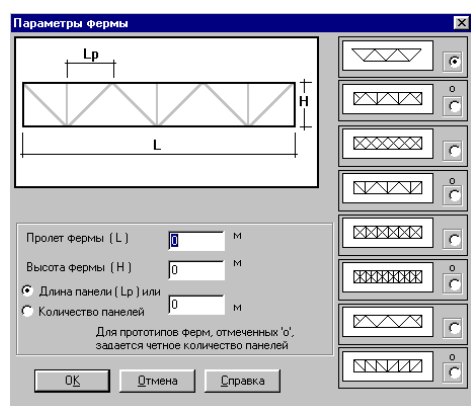 Параметры фермы
Lp
H
L
o
o
o
o
Пролет фермы ( L )
0
м
Высота фермы ( H )
0
м
Длина панели ( Lp ) или
Количество панелей
0
м
Для прототипов ферм, отмеченных 'o',
задается четное количество панелей
OK
Отмена
Справка